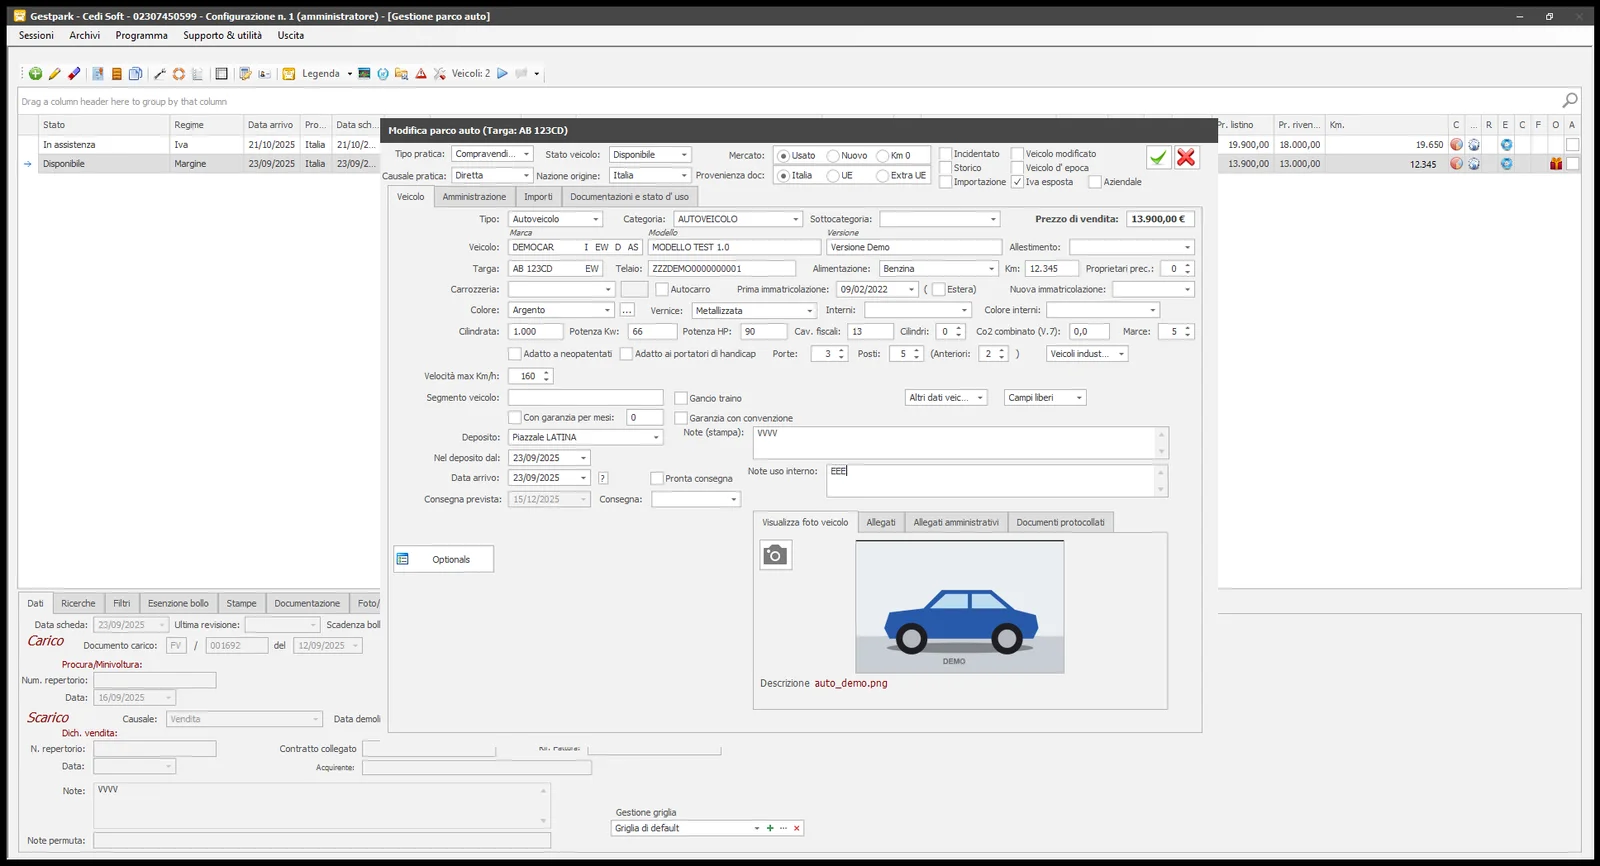 Gestpark - Cedi Soft - 02307450599 - Configurazione n. 1 (amministratore) - [Gestione parco auto]
Sessioni Archivi Programma Supporto & utilità Uscita
Legenda Veicoli: 2
Drag a column header here to group by that column
Stato Regime Data arrivo Pro... Data sch... Pr. listino Pr. riven... Km. C ... R E C F O A
In assistenza Iva 21/10/2025 Italia 21/10/2... 19.900,00 18.000,00 19.650
Disponibile Margine 23/09/2025 Italia 23/09/2... 13.900,00 13.000,00 12.345
Modifica parco auto (Targa: AB 123CD)
Tipo pratica: Compravendi... Stato veicolo: Disponibile Mercato: Usato Nuovo Km 0 Incidentato Veicolo modificato
Storico Veicolo d' epoca
Causale pratica: Diretta Nazione origine: Italia Provenienza doc: Italia UE Extra UE Importazione Iva esposta Aziendale
Veicolo Amministrazione Importi Documentazioni e stato d' uso
Tipo: Autoveicolo Categoria: AUTOVEICOLO Sottocategoria: Prezzo di vendita: 13.900,00 €
Marca Modello Versione
Veicolo: DEMOCAR I EW D AS MODELLO TEST 1.0 Versione Demo Allestimento:
Targa: AB 123CD EW Telaio: ZZZDEMO0000000001 Alimentazione: Benzina Km: 12.345 Proprietari prec.: 0
Carrozzeria: Autocarro Prima immatricolazione: 09/02/2022 ( Estera) Nuova immatricolazione:
Colore: Argento ... Vernice: Metallizzata Interni: Colore interni:
Cilindrata: 1.000 Potenza Kw: 66 Potenza HP: 90 Cav. fiscali: 13 Cilindri: 0 Co2 combinato (V.7): 0,0 Marce: 5
Adatto a neopatentati Adatto ai portatori di handicap Porte: 3 Posti: 5 (Anteriori: 2 ) Veicoli indust...
Velocità max Km/h: 160
Segmento veicolo: Gancio traino Altri dati veic... Campi liberi
Con garanzia per mesi: 0 Garanzia con convenzione
Deposito: Piazzale LATINA Note (stampa): VVVV
Nel deposito dal: 23/09/2025
Data arrivo: 23/09/2025 ? Pronta consegna Note uso interno: EEE
Consegna prevista: 15/12/2025 Consegna:
Visualizza foto veicolo Allegati Allegati amministrativi Documenti protocollati
Optionals
DEMO
Descrizione auto_demo.png
Dati Ricerche Filtri Esenzione bollo Stampe Documentazione Foto/
Data scheda: 23/09/2025 Ultima revisione: Scadenza boll
Carico Documento carico: FV / 001692 del 12/09/2025
Procura/Minivoltura:
Num. repertorio:
Data: 16/09/2025
Scarico Causale: Vendita Data demoli
Dich. vendita:
N. repertorio: Contratto collegato
Data: Acquirente:
Note: VVVV
Gestione griglia
Griglia di default
Note permuta: